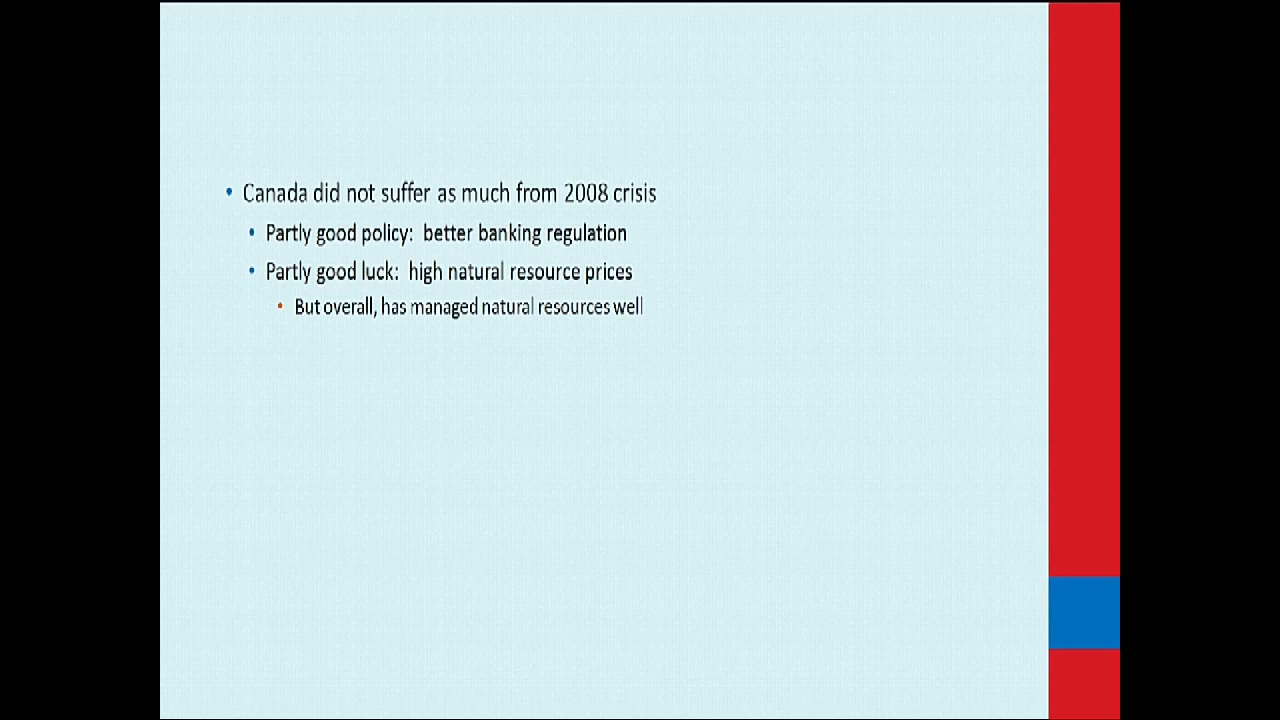 Canada did not suffer as much from 2008 crisis
Partly good policy: better banking regulation
Partly good luck: high natural resource prices
But overall, has managed natural resources well